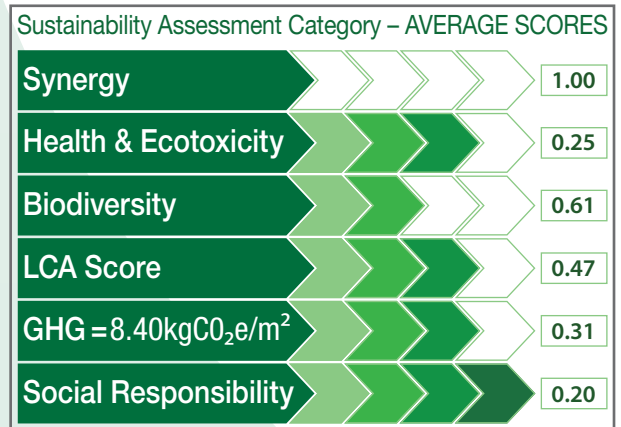 Sustainability Assessment Category – AVERAGE SCORES
Synergy 1.00
Health & Ecotoxicity 0.25
Biodiversity 0.61
LCA Score 0.47
GHG = 8.40kgC0₂e/m² 0.31
Social Responsibility 0.20